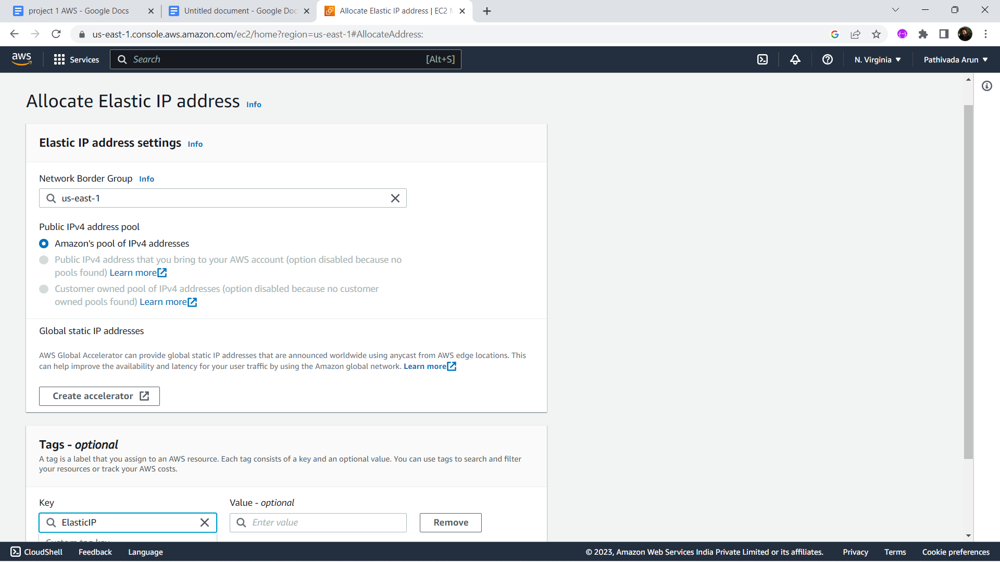 project 1 AWS - Google Docs
Untitled document - Google Doc
Allocate Elastic IP address | EC2 M
us-east-1.console.aws.amazon.com/ec2/home?region=us-east-1#AllocateAddress:
aws
Services
Search
[Alt+S]
N. Virginia
Pathivada Arun
Allocate Elastic IP address Info
Elastic IP address settings Info
Network Border Group Info
us-east-1
Public IPv4 address pool
Amazon's pool of IPv4 addresses
Public IPv4 address that you bring to your AWS account (option disabled because no
pools found) Learn more
Customer owned pool of IPv4 addresses (option disabled because no customer
owned pools found) Learn more
Global static IP addresses
AWS Global Accelerator can provide global static IP addresses that are announced worldwide using anycast from AWS edge locations. This
can help improve the availability and latency for your user traffic by using the Amazon global network. Learn more
Create accelerator
Tags - optional
A tag is a label that you assign to an AWS resource. Each tag consists of a key and an optional value. You can use tags to search and filter
your resources or track your AWS costs.
Key
Value - optional
ElasticIP
Enter value
Remove
Custom tag key
CloudShell
Feedback
Language
© 2023, Amazon Web Services India Private Limited or its affiliates.
Privacy
Terms
Cookie preferences